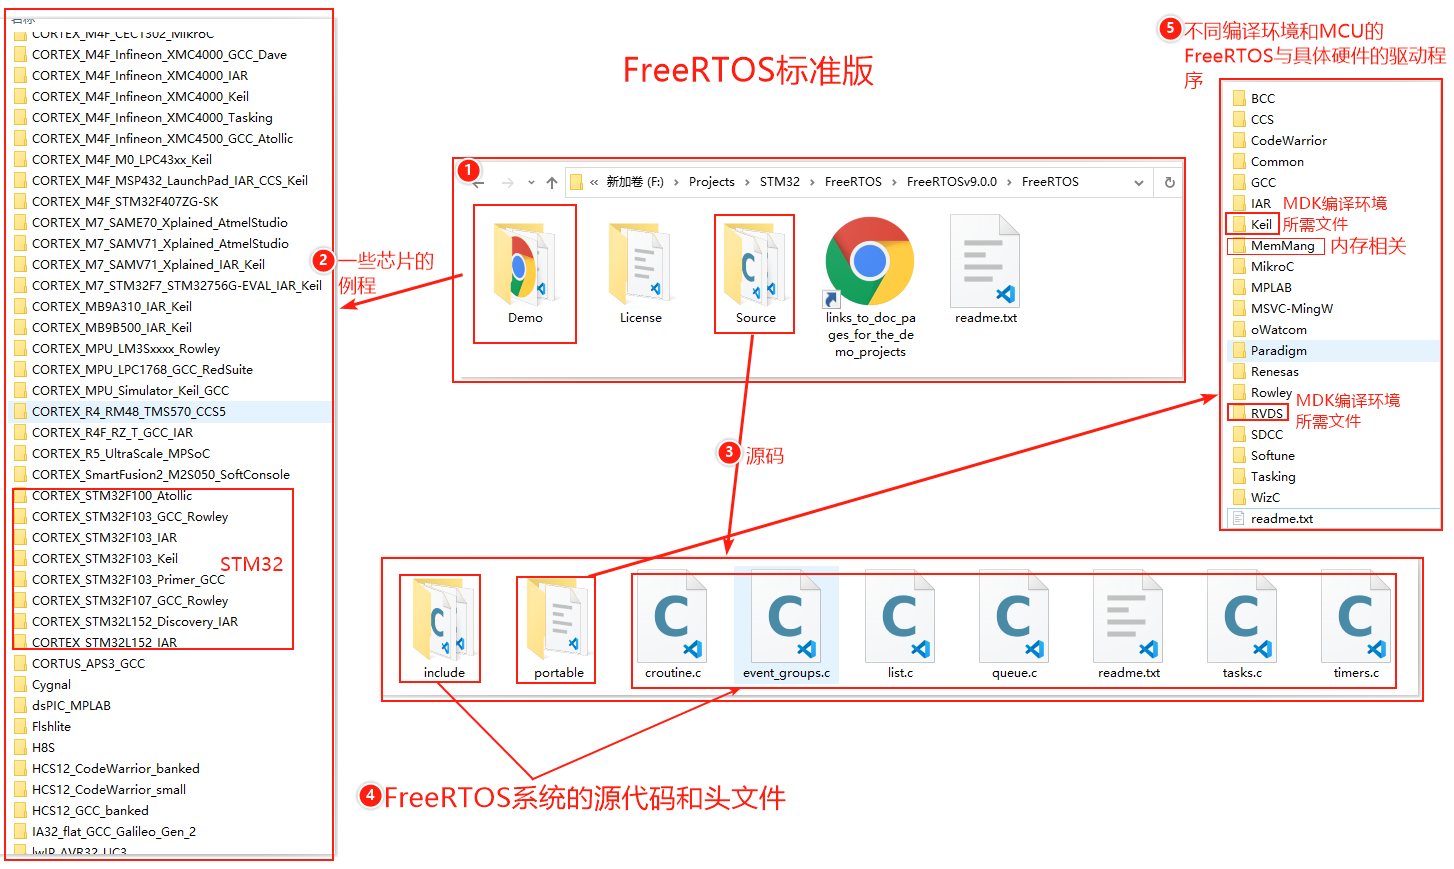 名称
CORTEX_M4F_CEC1302_MikroC
CORTEX_M4F_Infineon_XMC4000_GCC_Dave
CORTEX_M4F_Infineon_XMC4000_IAR
CORTEX_M4F_Infineon_XMC4000_Keil
CORTEX_M4F_Infineon_XMC4000_Tasking
CORTEX_M4F_Infineon_XMC4500_GCC_Atollic
CORTEX_M4F_M0_LPC43xx_Keil
CORTEX_M4F_MSP432_LaunchPad_IAR_CCS_Keil
CORTEX_M4F_STM32F407ZG-SK
CORTEX_M7_SAME70_Xplained_AtmelStudio
CORTEX_M7_SAMV71_Xplained_AtmelStudio
CORTEX_M7_SAMV71_Xplained_IAR_Keil
CORTEX_M7_STM32F7_STM32756G-EVAL_IAR_Keil
CORTEX_MB9A310_IAR_Keil
CORTEX_MB9B500_IAR_Keil
CORTEX_MPU_LM3Sxxxx_Rowley
CORTEX_MPU_LPC1768_GCC_RedSuite
CORTEX_MPU_Simulator_Keil_GCC
CORTEX_R4_RM48_TMS570_CCS5
CORTEX_R4F_RZ_T_GCC_IAR
CORTEX_R5_UltraScale_MPSoC
CORTEX_SmartFusion2_M2S050_SoftConsole
CORTEX_STM32F100_Atollic
CORTEX_STM32F103_GCC_Rowley
CORTEX_STM32F103_IAR
CORTEX_STM32F103_Keil
CORTEX_STM32F103_Primer_GCC
CORTEX_STM32F107_GCC_Rowley
CORTEX_STM32L152_Discovery_IAR
CORTEX_STM32L152_IAR
CORTUS_APS3_GCC
Cygnal
dsPIC_MPLAB
Flshlite
H8S
HCS12_CodeWarrior_banked
HCS12_CodeWarrior_small
HCS12_GCC_banked
IA32_flat_GCC_Galileo_Gen_2
lwIP_AVR32_UC3
STM32
FreeRTOS标准版
1
« 新加卷 (F:) › Projects › STM32 › FreeRTOS › FreeRTOSv9.0.0 › FreeRTOS
Demo
License
Source
links_to_doc_pa
ges_for_the_de
mo_projects
readme.txt
2
一些芯片的
例程
3
源码
include
portable
croutine.c
event_groups.c
list.c
queue.c
readme.txt
tasks.c
timers.c
4
FreeRTOS系统的源代码和头文件
5
不同编译环境和MCU的
FreeRTOS与具体硬件的驱动程
序
BCC
CCS
CodeWarrior
Common
GCC
IAR
Keil
MDK编译环境
所需文件
MemMang
内存相关
MikroC
MPLAB
MSVC-MingW
oWatcom
Paradigm
Renesas
Rowley
RVDS
MDK编译环境
所需文件
SDCC
Softune
Tasking
WizC
readme.txt